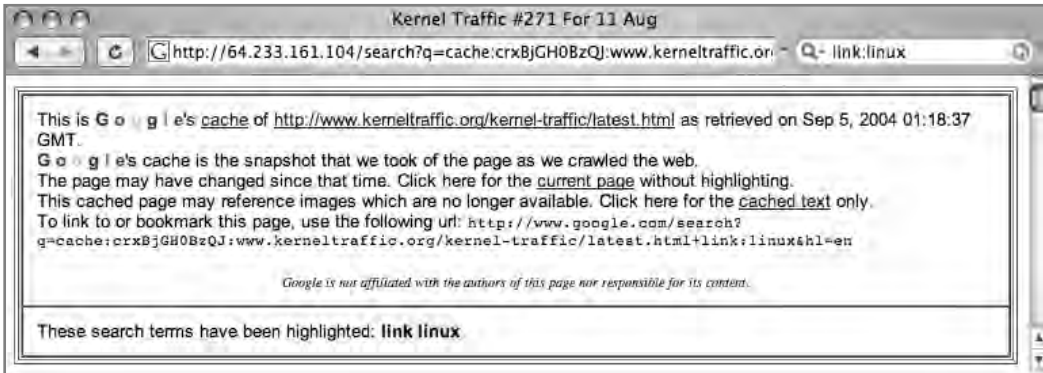 Kernel Traffic #271 For 11 Aug
http://64.233.161.104/search?q=cache:crxBjGH0BzQJ:www.kerneltraffic.or
link:linux
This is Google's cache of http://www.kerneltraffic.org/kernel-traffic/latest.html as retrieved on Sep 5, 2004 01:18:37
GMT.
Google's cache is the snapshot that we took of the page as we crawled the web.
The page may have changed since that time. Click here for the current page without highlighting.
This cached page may reference images which are no longer available. Click here for the cached text only.
To link to or bookmark this page, use the following url: http://www.google.com/search?
q=cache:crxBjGH0BzQJ:www.kerneltraffic.org/kernel-traffic/latest.html+link:linux&hl=en
Google is not affiliated with the authors of this page nor responsible for its content.
These search terms have been highlighted: link linux